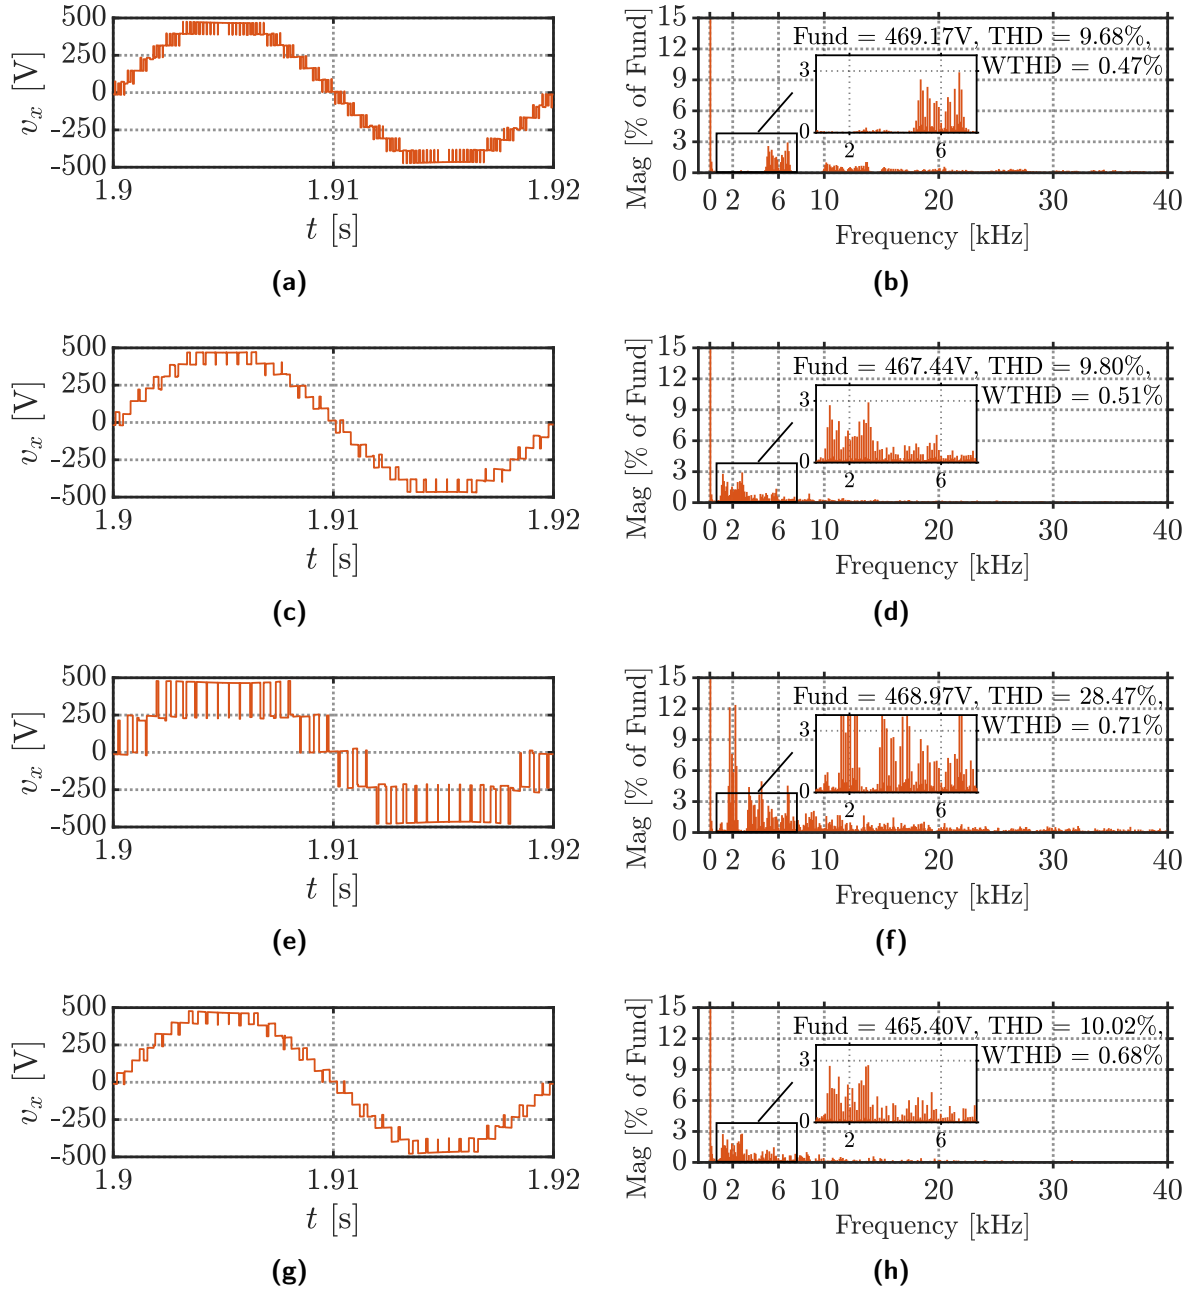 500
250
0
-250
-500
v_x [V]
1.9 1.91 1.92
t [s]
(a)
15
12
9
6
3
0
Mag [% of Fund]
Fund = 469.17V, THD = 9.68%,
WTHD = 0.47%
3
0
2 6
0 2 6 10 20 30 40
Frequency [kHz]
(b)
500
250
0
-250
-500
v_x [V]
1.9 1.91 1.92
t [s]
(c)
15
12
9
6
3
0
Mag [% of Fund]
Fund = 467.44V, THD = 9.80%,
WTHD = 0.51%
3
0
2 6
0 2 6 10 20 30 40
Frequency [kHz]
(d)
500
250
0
-250
-500
v_x [V]
1.9 1.91 1.92
t [s]
(e)
15
12
9
6
3
0
Mag [% of Fund]
Fund = 468.97V, THD = 28.47%,
WTHD = 0.71%
3
0
2 6
0 2 6 10 20 30 40
Frequency [kHz]
(f)
500
250
0
-250
-500
v_x [V]
1.9 1.91 1.92
t [s]
(g)
15
12
9
6
3
0
Mag [% of Fund]
Fund = 465.40V, THD = 10.02%,
WTHD = 0.68%
3
0
2 6
0 2 6 10 20 30 40
Frequency [kHz]
(h)